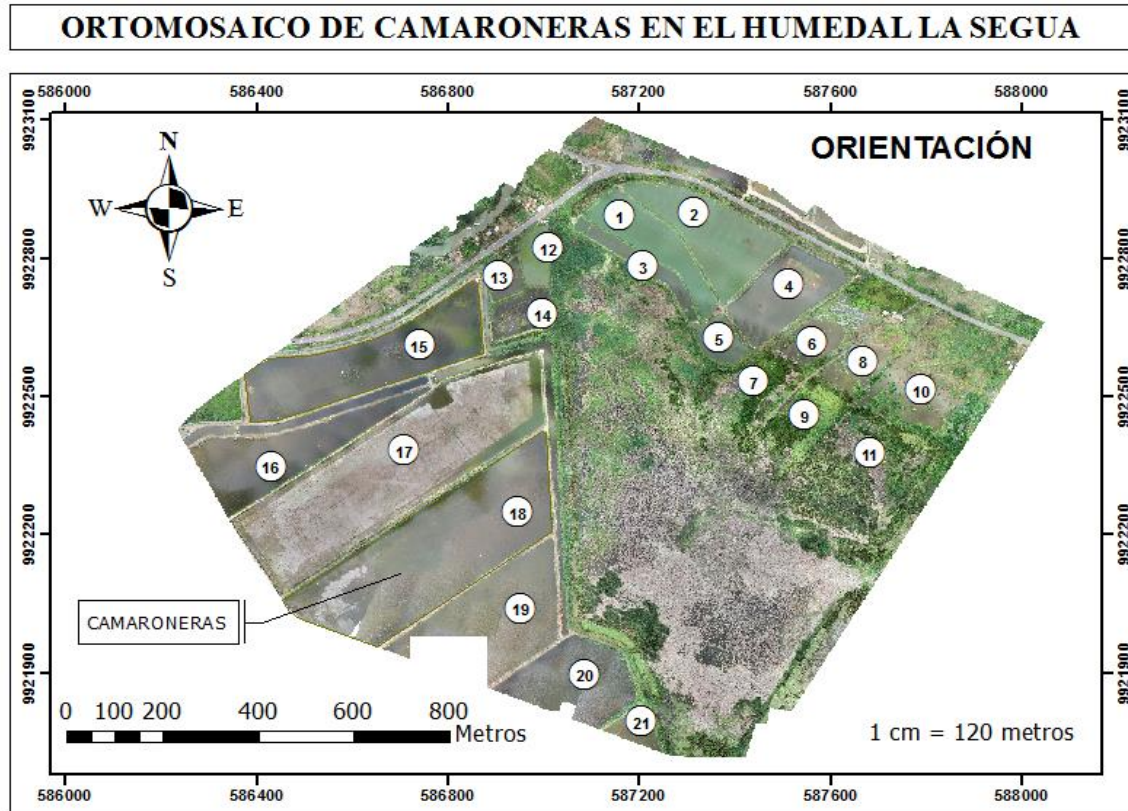 ORTOMOSAICO DE CAMARONERAS EN EL HUMEDAL LA SEGUA
586000 586400 586800 587200 587600 588000
9923100 9923100
N
ORIENTACIÓN
W E
S
1 2
12 3
13 4
14
15 5 6
8
7 10
9
17 11
16
18
19
CAMARONERAS
20
21
9922800 9922800
9922500 9922500
9922200 9922200
9921900 9921900
0 100 200 400 600 800
Metros
1 cm = 120 metros
586000 586400 586800 587200 587600 588000